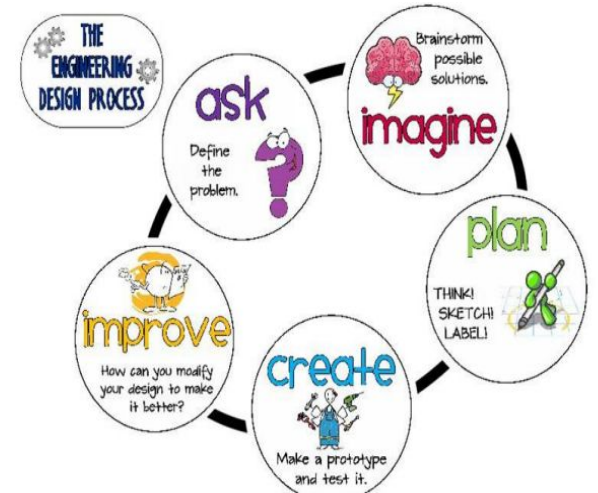 THE
ENGINEERING
DESIGN PROCESS
ask
Define
the
problem.
Brainstorm
possible
solutions.
imagine
plan
THINK!
SKETCH!
LABEL!
create
Make a prototype
and test it.
improve
How can you modify
your design to make
it better?